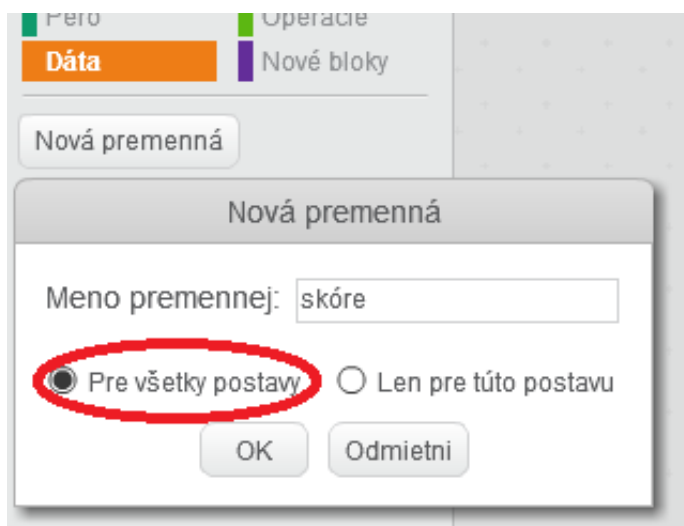 Pero Operácie
Dáta Nové bloky
Nová premenná
Nová premenná
Meno premennej: skóre
Pre všetky postavy Len pre túto postavu
OK Odmietni